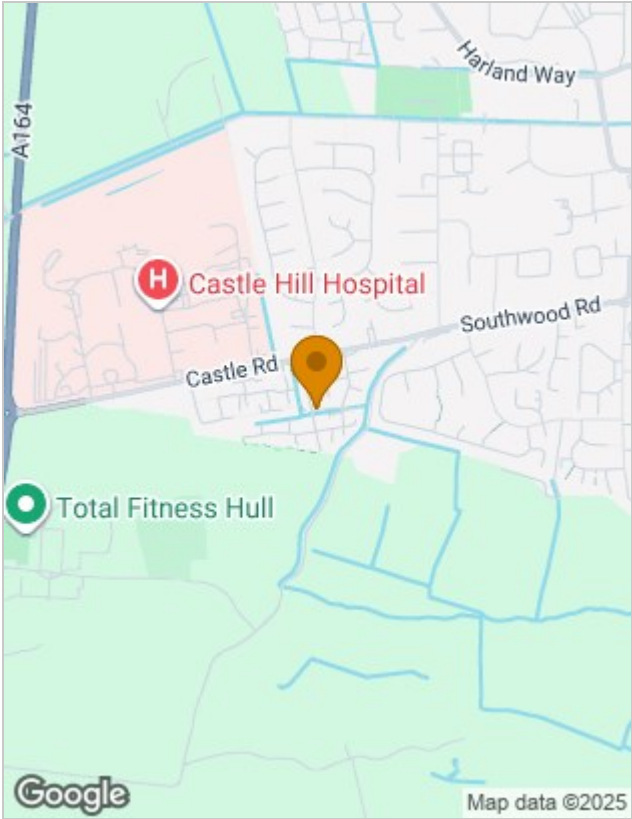 Harland Way
A164
H
Castle Hill Hospital
Southwood Rd
Castle Rd
Total Fitness Hull
Google
Map data ©2025